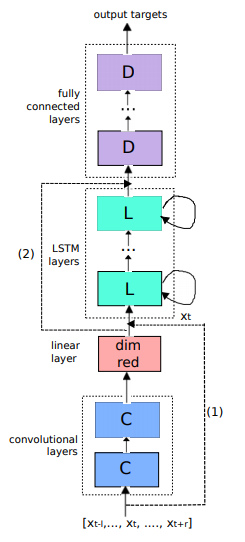 output targets
D
fully
connected
layers
...
D
(2)
L
LSTM
layers
...
L
xt
linear
layer
dim
red
(1)
C
convolutional
layers
C
[xt-l,..., xt, ...., xt+r]